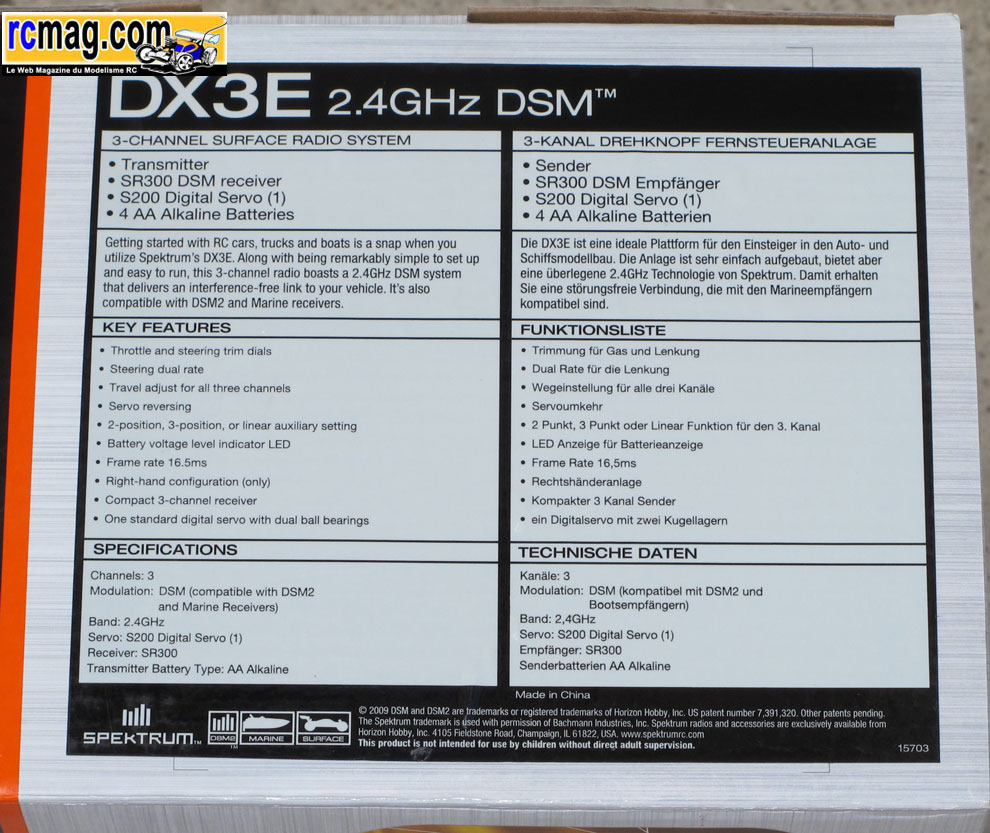 rcmag.com
Le Web Magazine du Modelisme RC
DX3E 2.4GHz DSM™
3-CHANNEL SURFACE RADIO SYSTEM
• Transmitter
• SR300 DSM receiver
• S200 Digital Servo (1)
• 4 AA Alkaline Batteries
Getting started with RC cars, trucks and boats is a snap when you
utilize Spektrum's DX3E. Along with being remarkably simple to set up
and easy to run, this 3-channel radio boasts a 2.4GHz DSM system
that delivers an interference-free link to your vehicle. It's also
compatible with DSM2 and Marine receivers.
KEY FEATURES
• Throttle and steering trim dials
• Steering dual rate
• Travel adjust for all three channels
• Servo reversing
• 2-position, 3-position, or linear auxiliary setting
• Battery voltage level indicator LED
• Frame rate 16.5ms
• Right-hand configuration (only)
• Compact 3-channel receiver
• One standard digital servo with dual ball bearings
SPECIFICATIONS
Channels: 3
Modulation: DSM (compatible with DSM2
and Marine Receivers)
Band: 2.4GHz
Servo: S200 Digital Servo (1)
Receiver: SR300
Transmitter Battery Type: AA Alkaline
3-KANAL DREHKNOPF FERNSTEUERANLAGE
• Sender
• SR300 DSM Empfänger
• S200 Digital Servo (1)
• 4 AA Alkaline Batterien
Die DX3E ist eine ideale Plattform für den Einsteiger in den Auto- und
Schiffsmodellbau. Die Anlage ist sehr einfach aufgebaut, bietet aber
eine überlegene 2.4GHz Technologie von Spektrum. Damit erhalten
Sie eine störungsfreie Verbindung, die mit den Marineempfängern
kompatibel sind.
FUNKTIONSLISTE
• Trimmung für Gas und Lenkung
• Dual Rate für die Lenkung
• Wegeinstellung für alle drei Kanäle
• Servoumkehr
• 2 Punkt, 3 Punkt oder Linear Funktion für den 3. Kanal
• LED Anzeige für Batterieanzeige
• Frame Rate 16,5ms
• Rechtshänderanlage
• Kompakter 3 Kanal Sender
• ein Digitalservo mit zwei Kugellagern
TECHNISCHE DATEN
Kanäle: 3
Modulation: DSM (kompatibel mit DSM2 und
Bootsempfängern)
Band: 2,4GHz
Servo: S200 Digital Servo (1)
Empfänger: SR300
Senderbatterien AA Alkaline
Made in China
SPEKTRUM™
DSM2™
MARINE
SURFACE
© 2009 DSM and DSM2 are trademarks or registered trademarks of Horizon Hobby, Inc. US patent number 7,391,320. Other patents pending.
The Spektrum trademark is used with permission of Bachmann Industries, Inc. Spektrum radios and accessories are exclusively available from
Horizon Hobby, Inc. 4105 Fieldstone Road, Champaign, IL 61822, USA. www.spektrumrc.com
This product is not intended for use by children without direct adult supervision.
15703